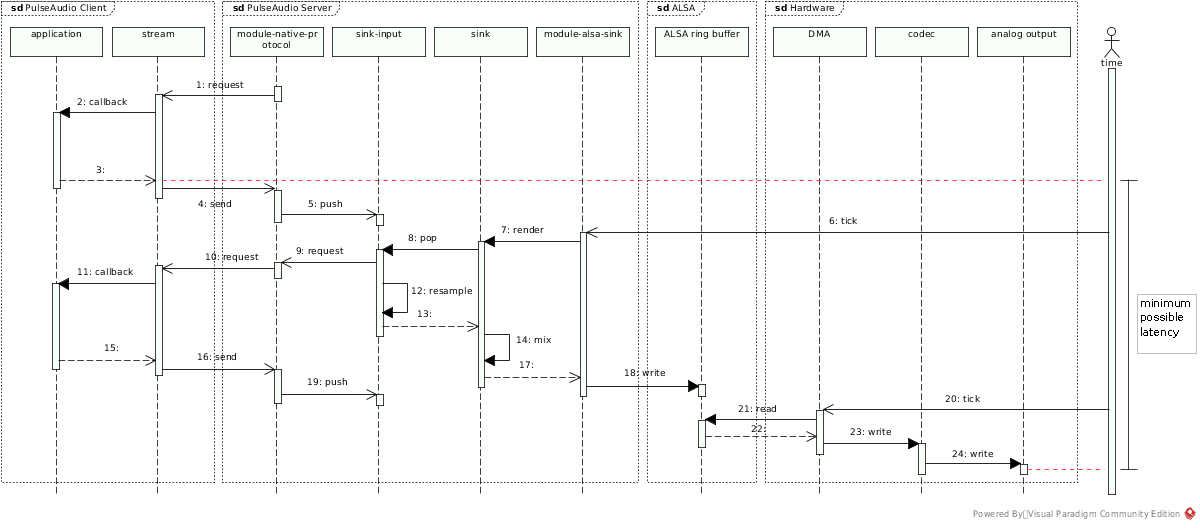 sd PulseAudio Client
sd PulseAudio Server
sd ALSA
sd Hardware
application
stream
module-native-pr
otocol
sink-input
sink
module-alsa-sink
ALSA ring buffer
DMA
codec
analog output
time
1: request
2: callback
3:
4: send
5: push
6: tick
7: render
8: pop
9: request
10: request
11: callback
12: resample
13:
14: mix
15:
16: send
17:
18: write
19: push
20: tick
21: read
22:
23: write
24: write
minimum
possible
latency
Powered By Visual Paradigm Community Edition